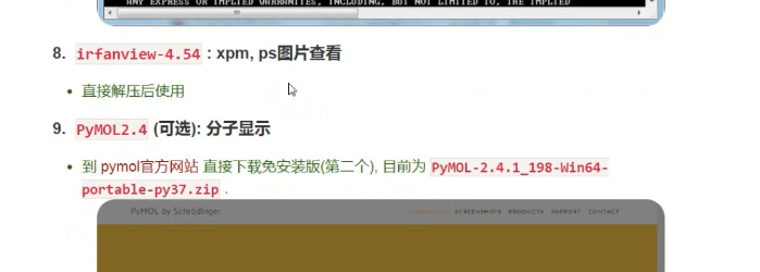 ANY EXPRESS OR IMPLIED WARRANTIES, INCLUDING, BUT NOT LIMITED TO, THE IMPLIED
8. irfanview-4.54 : xpm, ps图片查看
• 直接解压后使用
9. PyMOL2.4 (可选): 分子显示
• 到 pymol官方网站 直接下载免安装版(第二个), 目前为 PyMOL-2.4.1_198-Win64-
portable-py37.zip .
PyMOL by Schrödinger SCREENSHOTS PRODUCTS SUPPORT CONTACT